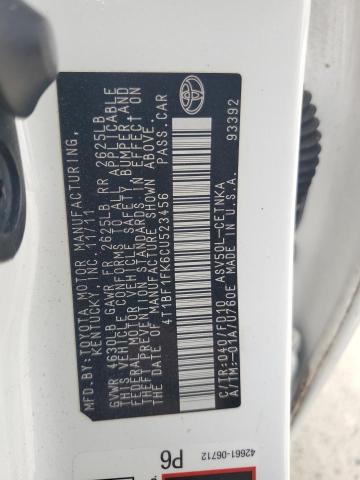 MFD.BY:TOYOTA MOTOR MANUFACTURING,
KENTUCKY, INC. 11/11
GVWR 4630LB GAWR FR 2625LB RR 2625LB
THIS VEHICLE CONFORMS TO ALL APPLICABLE
FEDERAL MOTOR VEHICLE SAFETY BUMPER, AND
THEFT PREVENTION STANDARDS IN EFFECT ON
THE DATE OF MANUFACTURE SHOWN ABOVE.
4T1BF1FK6CU523456 PASS.CAR
C/TR:040/FD10 ASV50L-CETNKA
A/TM:-01A/U760E MADE IN U.S.A. 93392
TOYOTA
42661-06712
P6